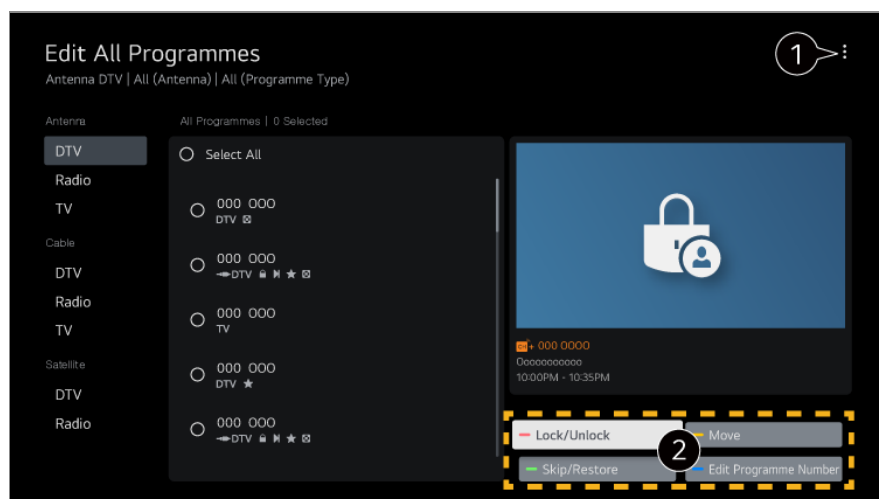 Edit All Programmes
Antenna DTV | All (Antenna) | All (Programme Type)
1
Antenna
DTV
Radio
TV
Cable
DTV
Radio
TV
Satellite
DTV
Radio
All Programmes | 0 Selected
Select All
000 000
DTV
000 000
DTV
000 000
TV
000 000
DTV
000 000
DTV
+ 000 0000
Ooooooooooo
10:00PM - 10:35PM
Lock/Unlock
Move
2
Skip/Restore
Edit Programme Number